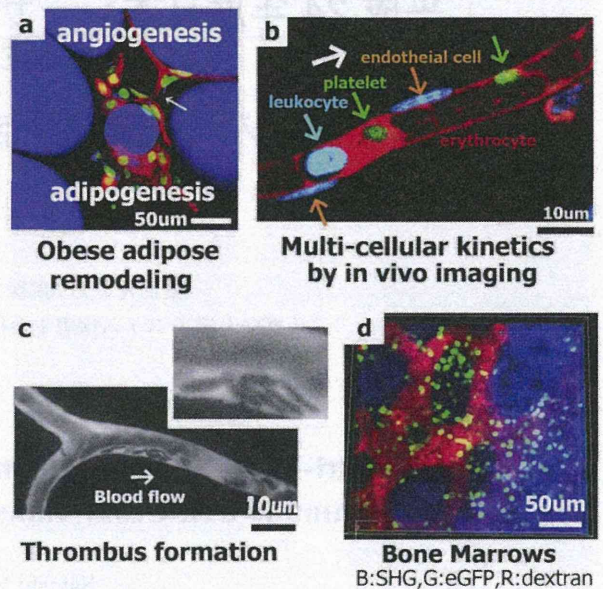 a
angiogenesis
adipogenesis
50um
Obese adipose
remodeling
b
endotheial cell
platelet
leukocyte
erythrocyte
10um
Multi-cellular kinetics
by in vivo imaging
c
Blood flow
10um
Thrombus formation
d
50um
Bone Marrows
B:SHG,G:eGFP,R:dextran